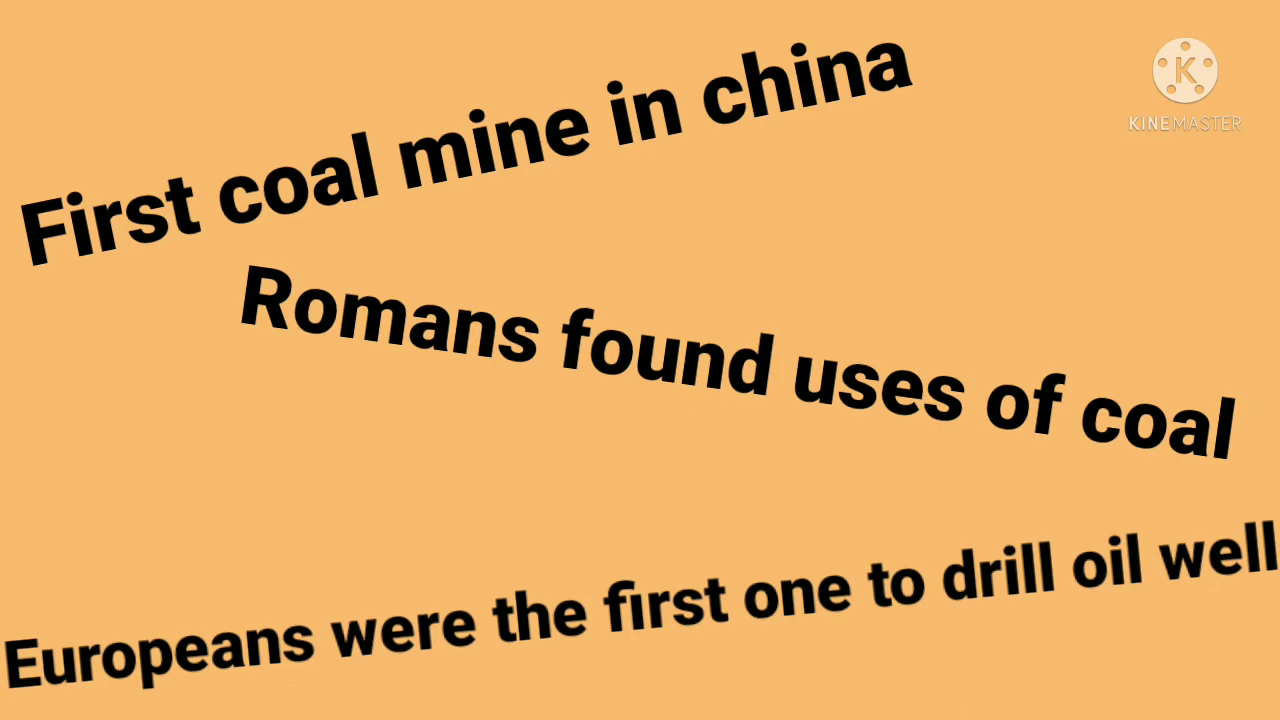 First coal mine in china
KINEMASTER
Romans found uses of coal
Europeans were the first one to drill oil well